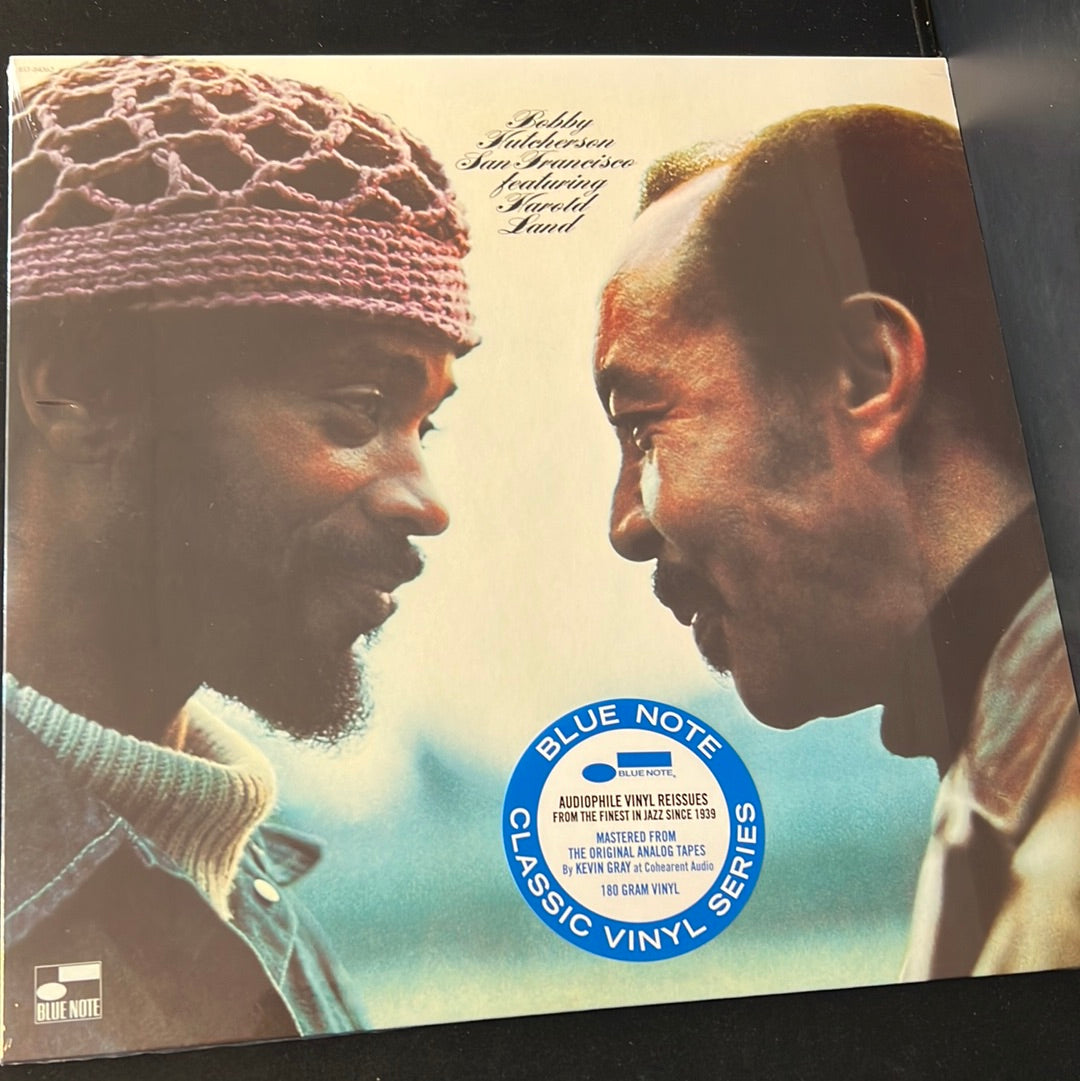 Bobby
Hutcherson
San Francisco
featuring
Harold
Land
BLUE NOTE
BLUE NOTE
AUDIOPHILE VINYL REISSUES
FROM THE FINEST IN JAZZ SINCE 1939
MASTERED FROM
THE ORIGINAL ANALOG TAPES
By KEVIN GRAY at Cohearent Audio
180 GRAM VINYL
CLASSIC VINYL SERIES
BLUE NOTE